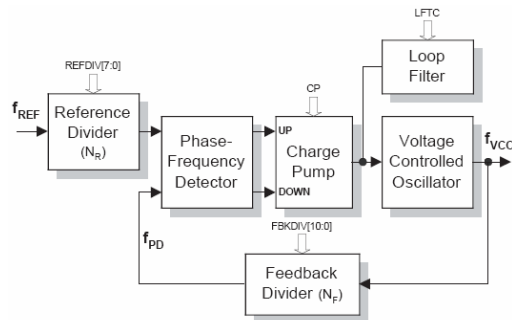 LFTC
Loop
Filter
REFDIV[7:0]
CP
fREF
Reference
Divider
(NR)
Phase-
Frequency
Detector
UP
DOWN
Charge
Pump
Voltage
Controlled
Oscillator
fVCO
fPD
FBKDIV[10:0]
Feedback
Divider (NF)